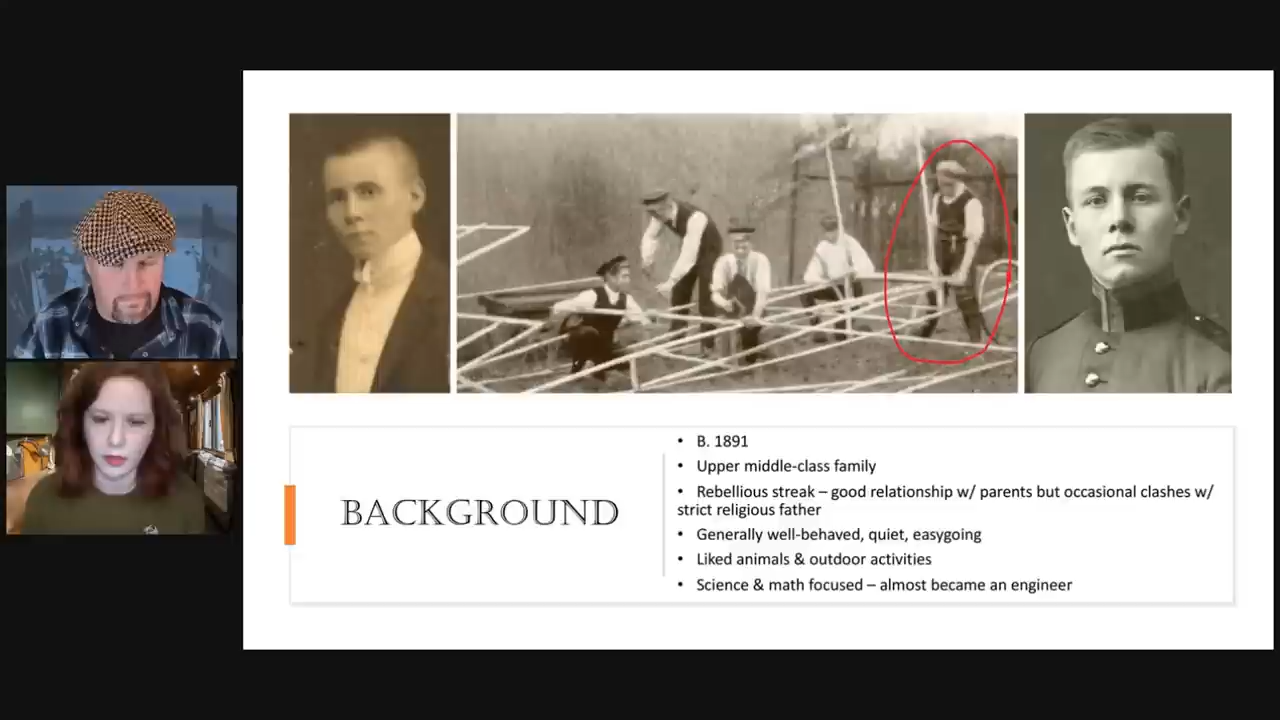 BACKGROUND
• B. 1891
• Upper middle-class family
• Rebellious streak – good relationship w/ parents but occasional clashes w/
strict religious father
• Generally well-behaved, quiet, easygoing
• Liked animals & outdoor activities
• Science & math focused – almost became an engineer